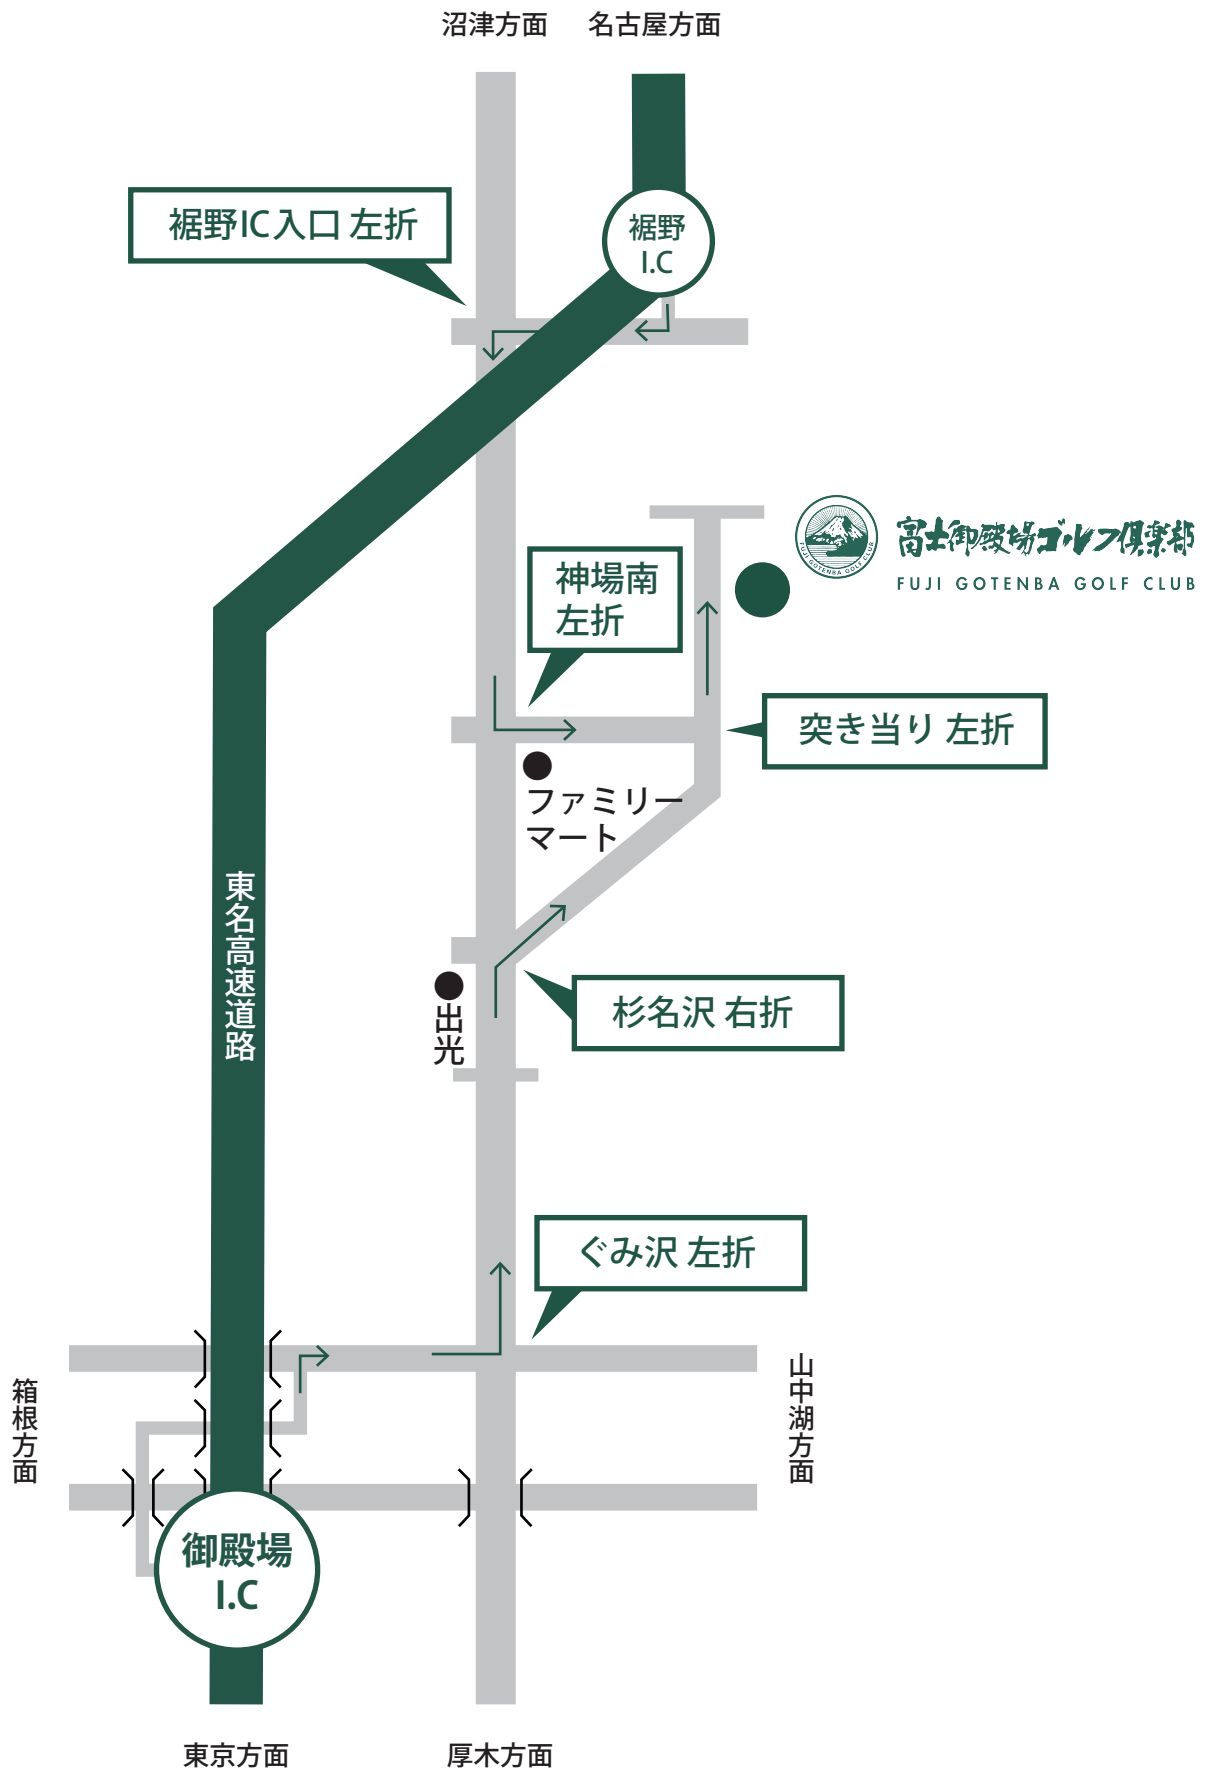 沼津方面
名古屋方面
裾野IC入口 左折
裾野
I.C
富士御殿場ゴルフ倶楽部
FUJI GOTENBA GOLF CLUB
FUJI GOTENBA GOLF CLUB
神場南
左折
突き当り 左折
ファミリー
マート
東名高速道路
出光
杉名沢 右折
ぐみ沢 左折
箱根方面
山中湖方面
御殿場
I.C
東京方面
厚木方面